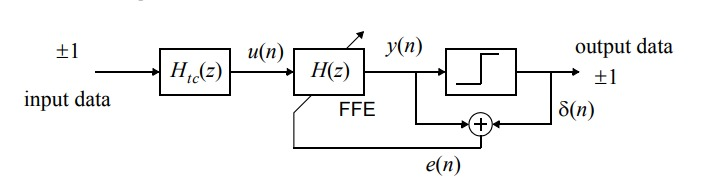 ±1
input data
H_tc(z)
u(n)
H(z)
FFE
y(n)
output data
±1
δ(n)
+
e(n)